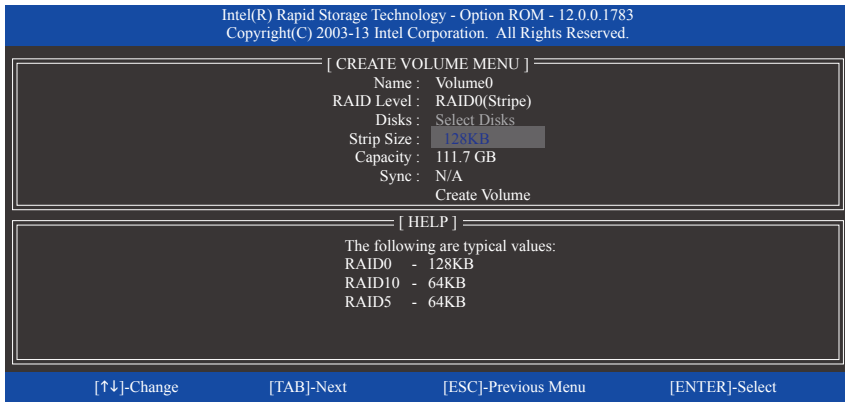 Intel(R) Rapid Storage Technology - Option ROM - 12.0.0.1783
Copyright(C) 2003-13 Intel Corporation. All Rights Reserved.
[ CREATE VOLUME MENU ]
Name : Volume0
RAID Level : RAID0(Stripe)
Disks : Select Disks
Strip Size : 128KB
Capacity : 111.7 GB
Sync : N/A
Create Volume
[ HELP ]
The following are typical values:
RAID0 - 128KB
RAID10 - 64KB
RAID5 - 64KB
[↑↓]-Change [TAB]-Next [ESC]-Previous Menu [ENTER]-Select